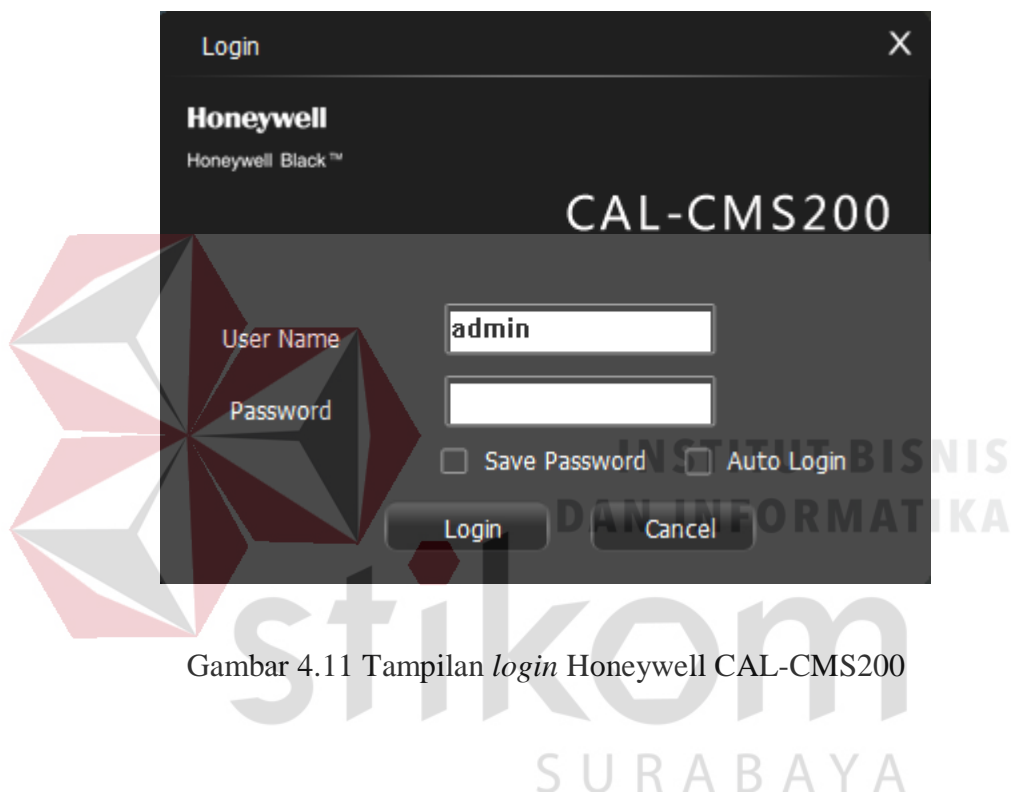 Login X
Honeywell
Honeywell Black™
CAL-CMS200
User Name admin
Password
Save Password Auto Login
INSTITUT BISNIS
DAN INFORMATIKA
Login Cancel
stikom
Gambar 4.11 Tampilan login Honeywell CAL-CMS200
SURABAYA